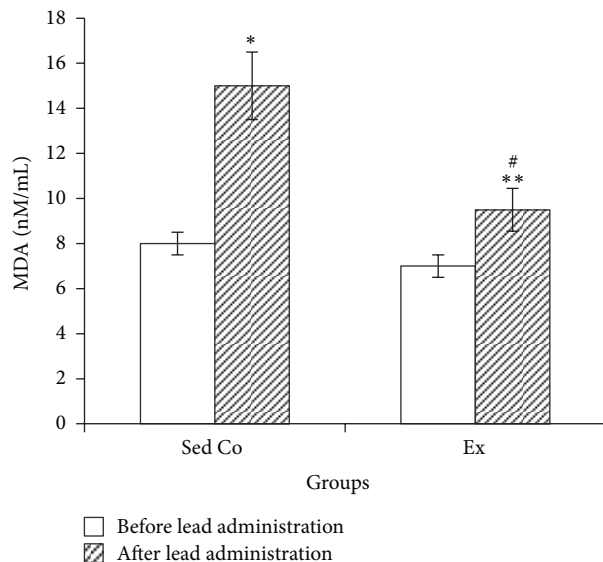 MDA (nM/mL)
18
16
14
12
10
8
6
4
2
0
*
#
**
Sed Co
Ex
Groups
Before lead administration
After lead administration